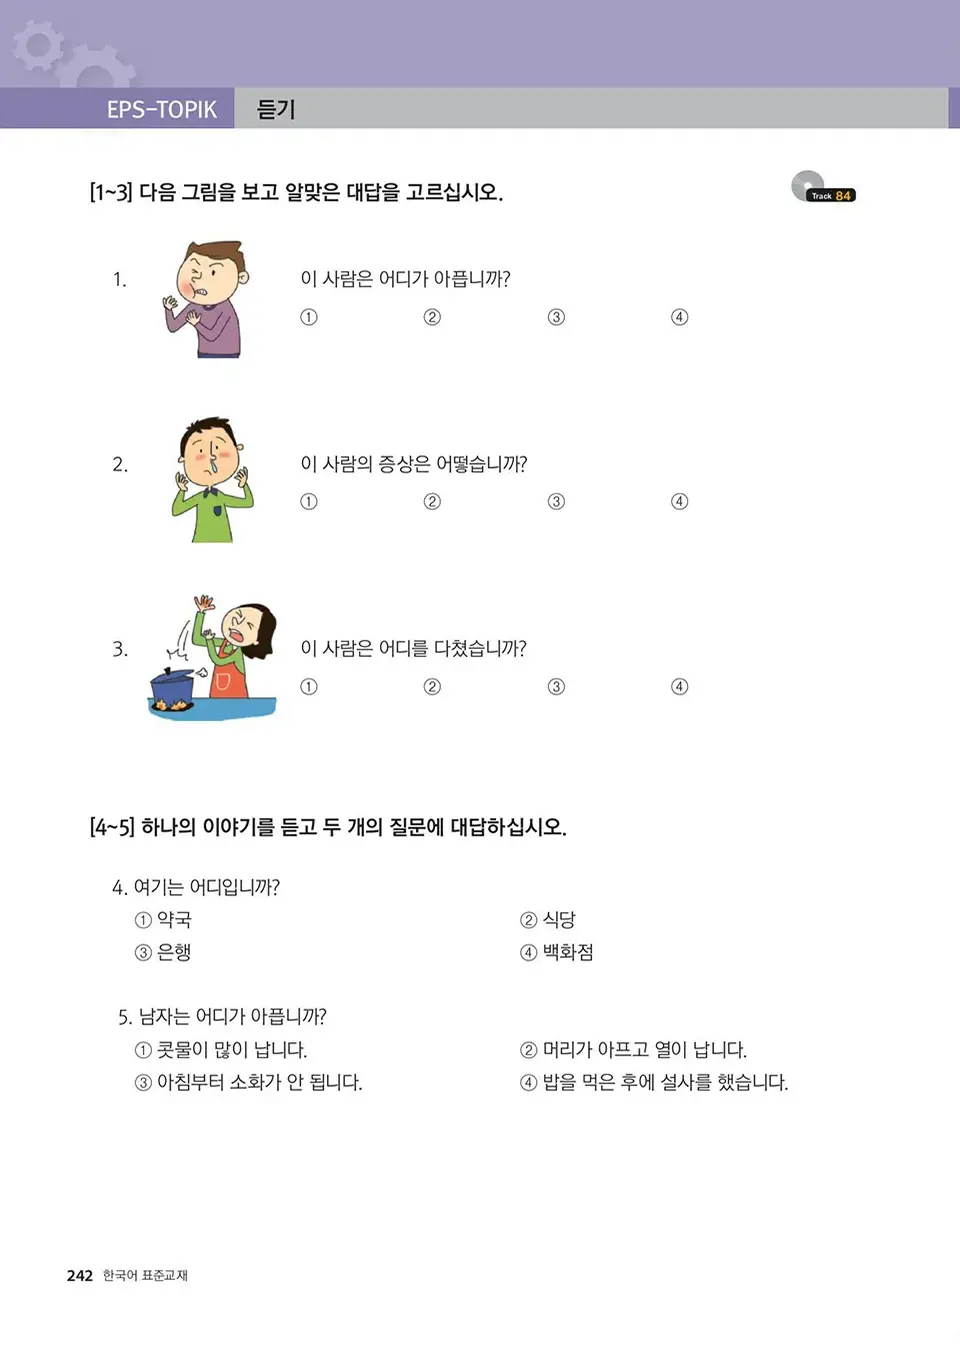 EPS-TOPIK 듣기
[1~3] 다음 그림을 보고 알맞은 대답을 고르십시오.
Track 84
1. 이 사람은 어디가 아픕니까?
① ② ③ ④
2. 이 사람의 증상은 어떻습니까?
① ② ③ ④
3. 이 사람은 어디를 다쳤습니까?
① ② ③ ④
[4~5] 하나의 이야기를 듣고 두 개의 질문에 대답하십시오.
4. 여기는 어디입니까?
① 약국 ② 식당
③ 은행 ④ 백화점
5. 남자는 어디가 아픕니까?
① 콧물이 많이 납니다. ② 머리가 아프고 열이 납니다.
③ 아침부터 소화가 안 됩니다. ④ 밥을 먹은 후에 설사를 했습니다.
242 한국어 표준교재